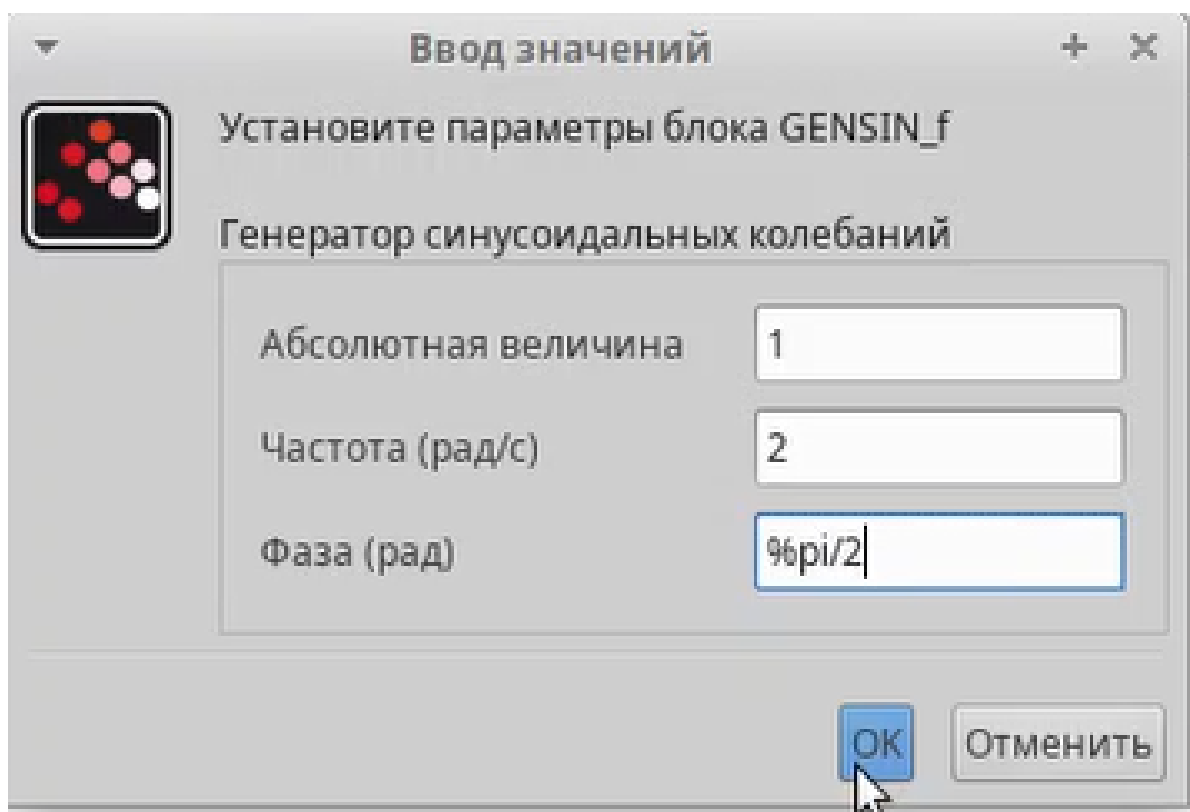 Ввод значений
Установите параметры блока GENSIN_f
Генератор синусоидальных колебаний
Абсолютная величина 1
Частота (рад/с) 2
Фаза (рад) %pi/2
OK Отменить